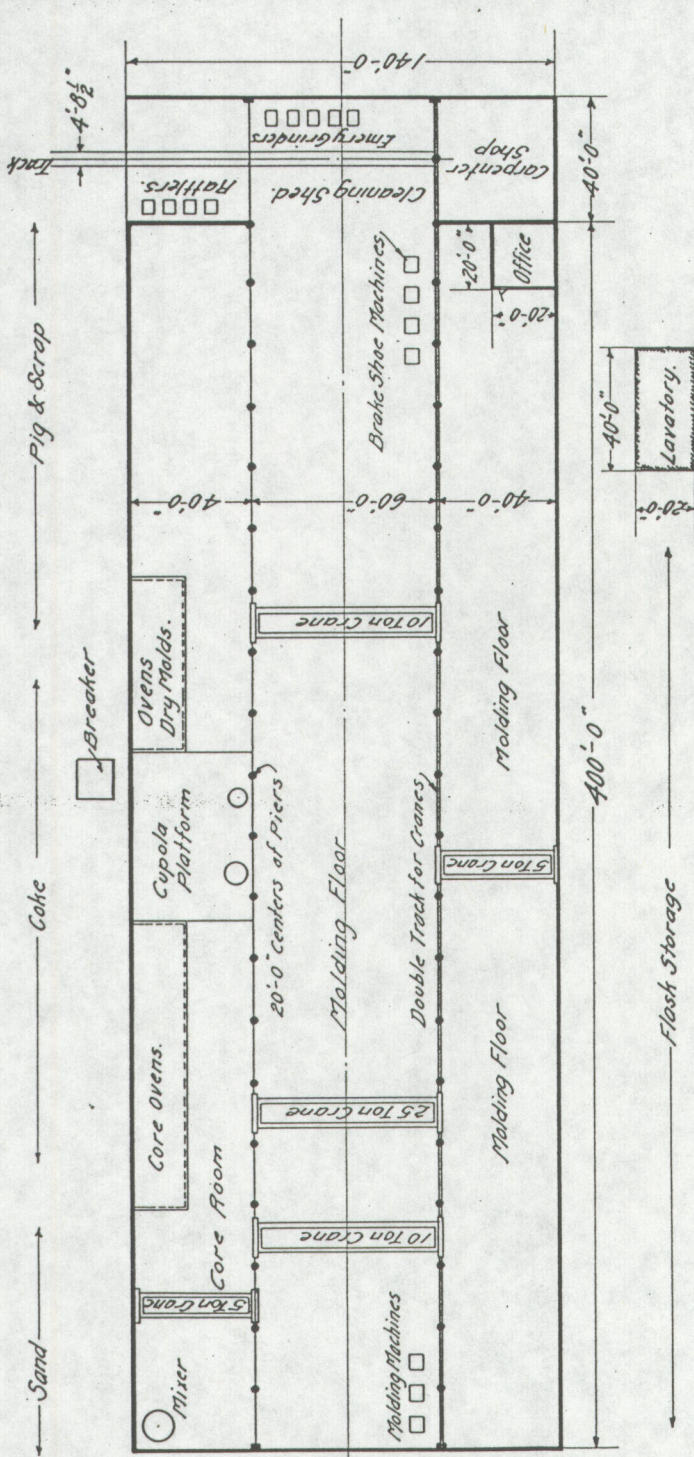 Sand
Coke
Pig & Scrap
Track
4'-8½"
Breaker
140'-0"
Mixer
5 Ton Crane
Core Room
Core Ovens.
Cupola
Platform
Ovens
Dry Molds.
40'-0"
Rattlers.
Emery Grinders
Cleaning Shed.
20'-0" Centers of Piers
10 Ton Crane
25 Ton Crane
Molding Floor
10 Ton Crane
60'-0"
Brake Shoe Machines
Molding Machines
Double Track for Cranes
Molding Floor
5 Ton Crane
Molding Floor
40'-0"
20'-0"
Office
20'-0"
Carpenter
Shop
40'-0"
400'-0"
40'-0"
Lavatory.
20'-0"
Flask Storage